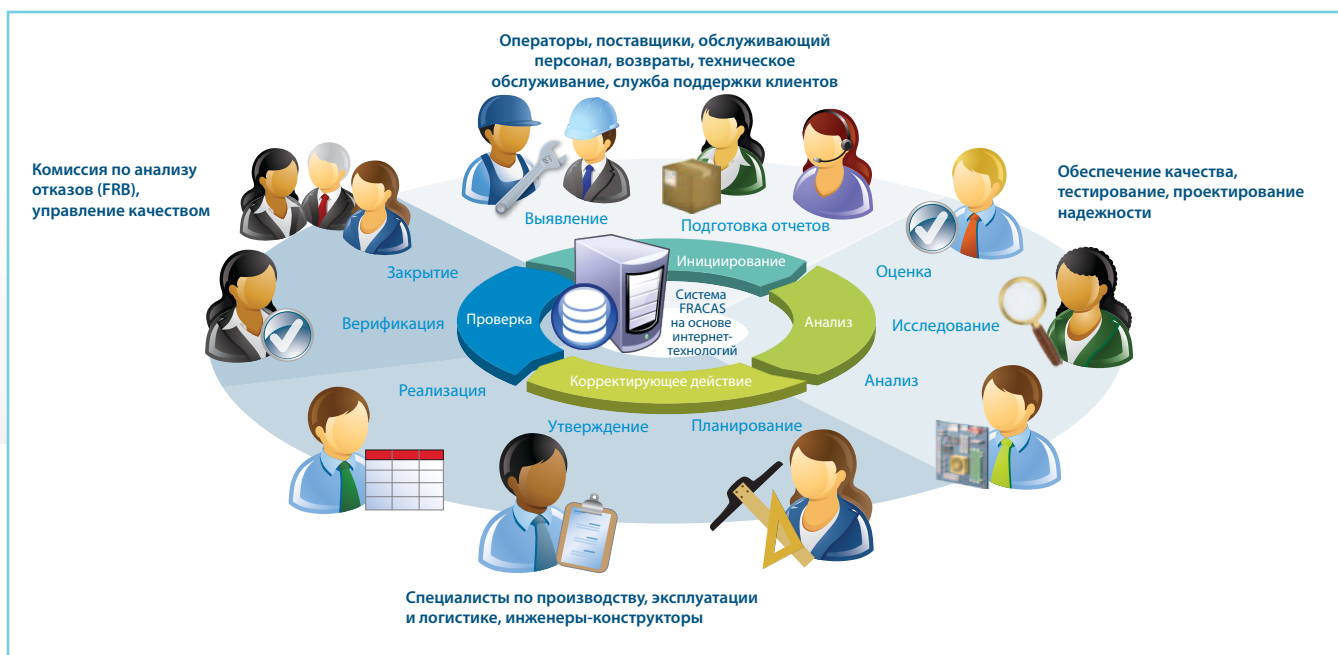 Операторы, поставщики, обслуживающий
персонал, возвраты, техническое
обслуживание, служба поддержки клиентов
Комиссия по анализу
отказов (FRB),
управление качеством
Обеспечение качества,
тестирование, проектирование
надежности
Выявление
Подготовка отчетов
Закрытие
Инициирование
Оценка
Верификация
Проверка
Система
FRACAS
на основе
интернет-
технологий
Анализ
Исследование
Реализация
Корректирующее действие
Анализ
Утверждение
Планирование
Специалисты по производству, эксплуатации
и логистике, инженеры-конструкторы